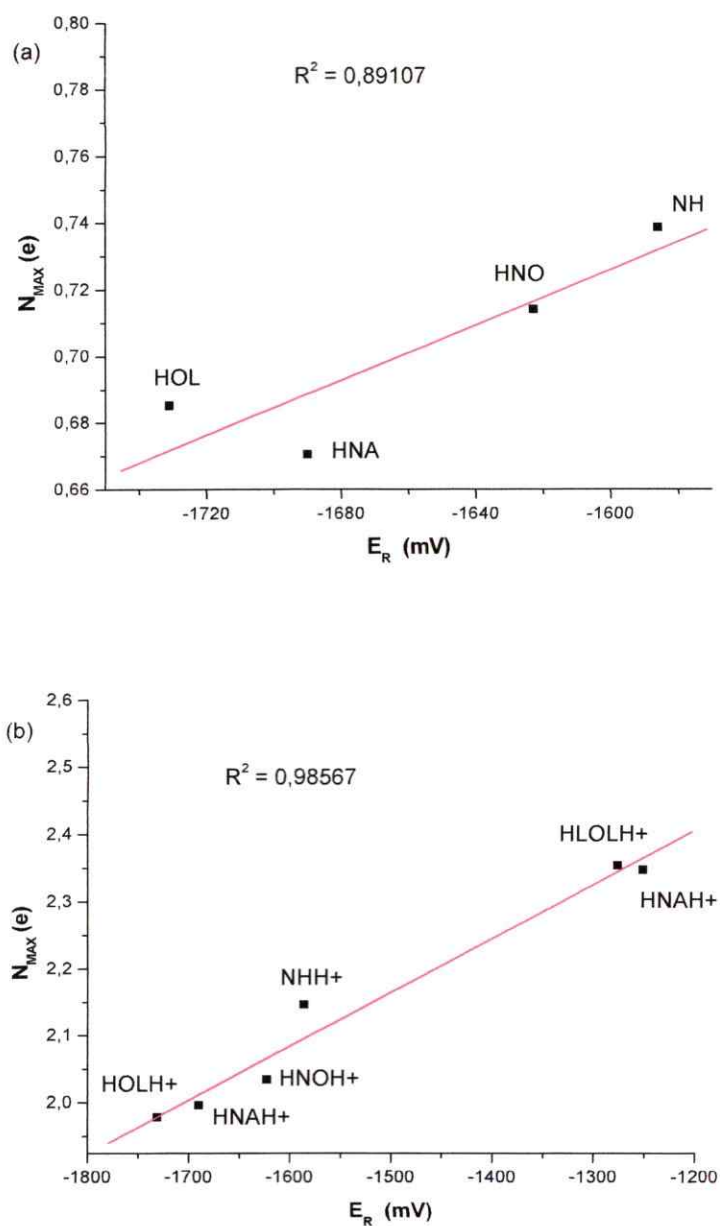 (a)
R² = 0,89107
0,80
0,78
0,76
0,74
0,72
0,70
0,68
0,66
N_MAX (e)
NH
HNO
HOL
HNA
-1720 -1680 -1640 -1600
E_R (mV)
(b)
R² = 0,98567
2,6
2,5
2,4
2,3
2,2
2,1
2,0
N_MAX (e)
HLOLH+
HNAH+
NHH+
HNOH+
HOLH+
HNAH+
-1800 -1700 -1600 -1500 -1400 -1300 -1200
E_R (mV)